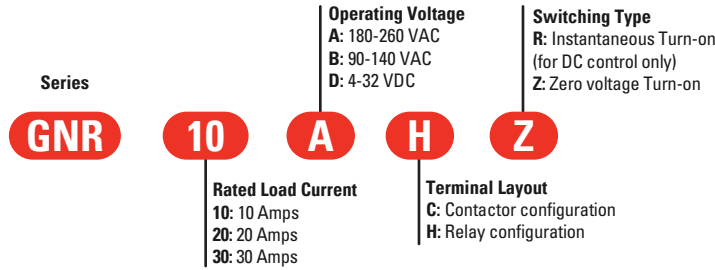 Operating Voltage
A: 180-260 VAC
B: 90-140 VAC
D: 4-32 VDC
Switching Type
R: Instantaneous Turn-on
(for DC control only)
Z: Zero voltage Turn-on
Series
GNR
10
A
H
Z
Rated Load Current
10: 10 Amps
20: 20 Amps
30: 30 Amps
Terminal Layout
C: Contactor configuration
H: Relay configuration